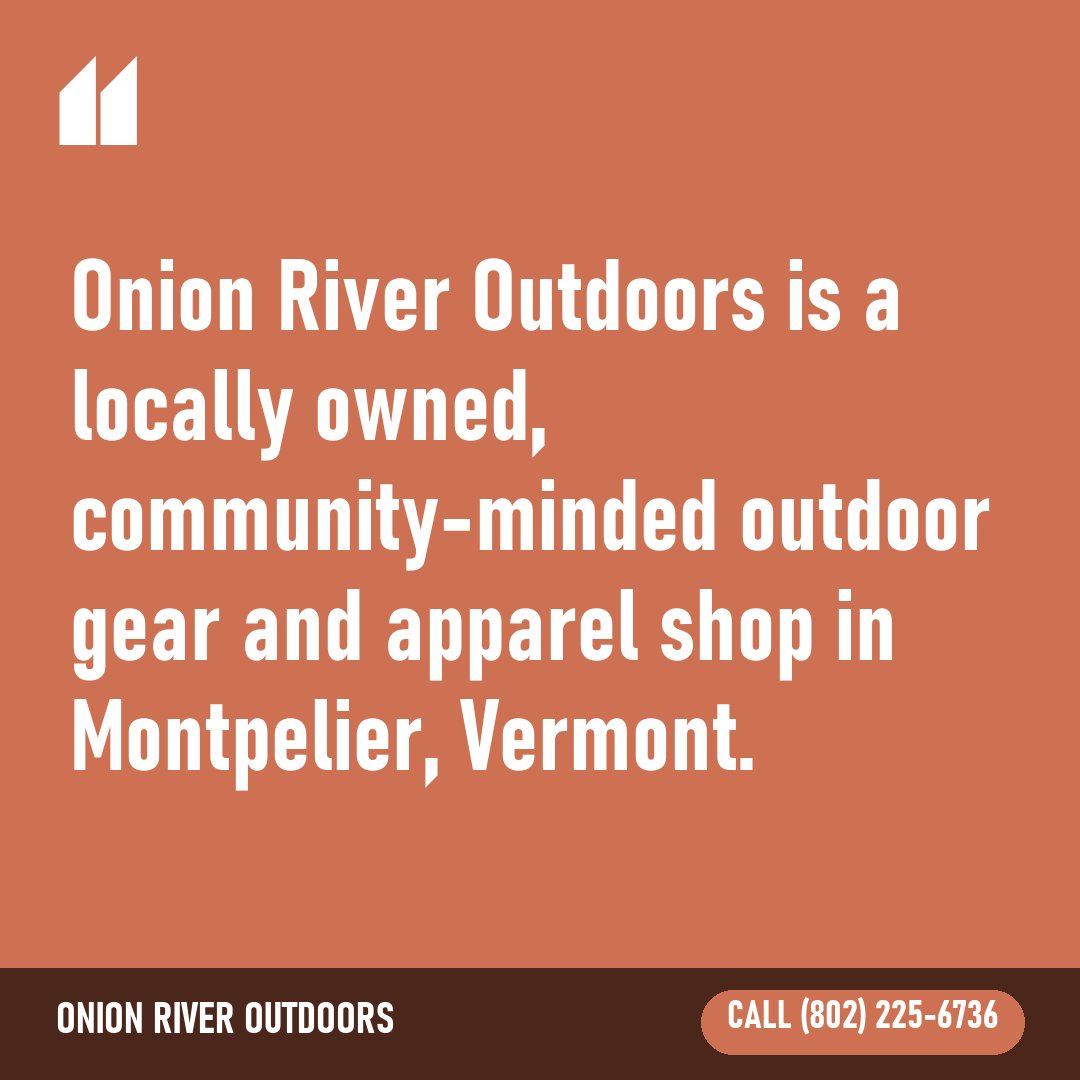 “
Onion River Outdoors is a
locally owned,
community-minded outdoor
gear and apparel shop in
Montpelier, Vermont.
ONION RIVER OUTDOORS
CALL (802) 225-6736